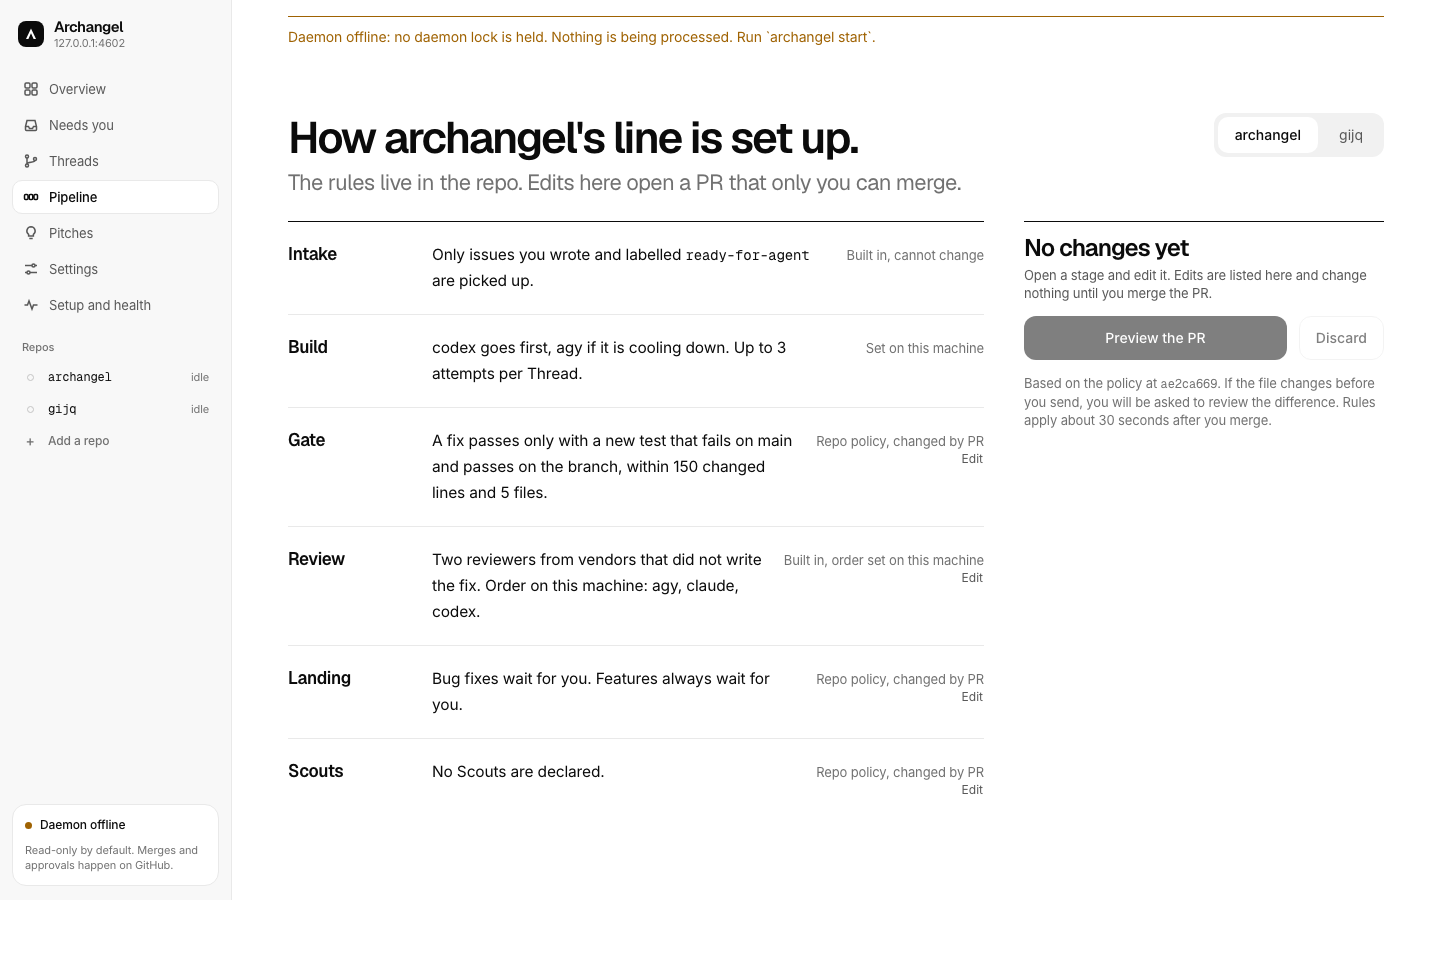 Archangel
127.0.0.1:4602
Overview
Needs you
Threads
Pipeline
Pitches
Settings
Setup and health
Repos
archangel idle
gijq idle
+ Add a repo
Daemon offline
Read-only by default. Merges and
approvals happen on GitHub.
Daemon offline: no daemon lock is held. Nothing is being processed. Run `archangel start`.
How archangel's line is set up.
The rules live in the repo. Edits here open a PR that only you can merge.
archangel gijq
Intake
Only issues you wrote and labelled ready-for-agent
are picked up.
Built in, cannot change
Build
codex goes first, agy if it is cooling down. Up to 3
attempts per Thread.
Set on this machine
Gate
A fix passes only with a new test that fails on main
and passes on the branch, within 150 changed
lines and 5 files.
Repo policy, changed by PR
Edit
Review
Two reviewers from vendors that did not write
the fix. Order on this machine: agy, claude,
codex.
Built in, order set on this machine
Edit
Landing
Bug fixes wait for you. Features always wait for
you.
Repo policy, changed by PR
Edit
Scouts
No Scouts are declared.
Repo policy, changed by PR
Edit
No changes yet
Open a stage and edit it. Edits are listed here and change
nothing until you merge the PR.
Preview the PR
Discard
Based on the policy at ae2ca669. If the file changes before
you send, you will be asked to review the difference. Rules
apply about 30 seconds after you merge.